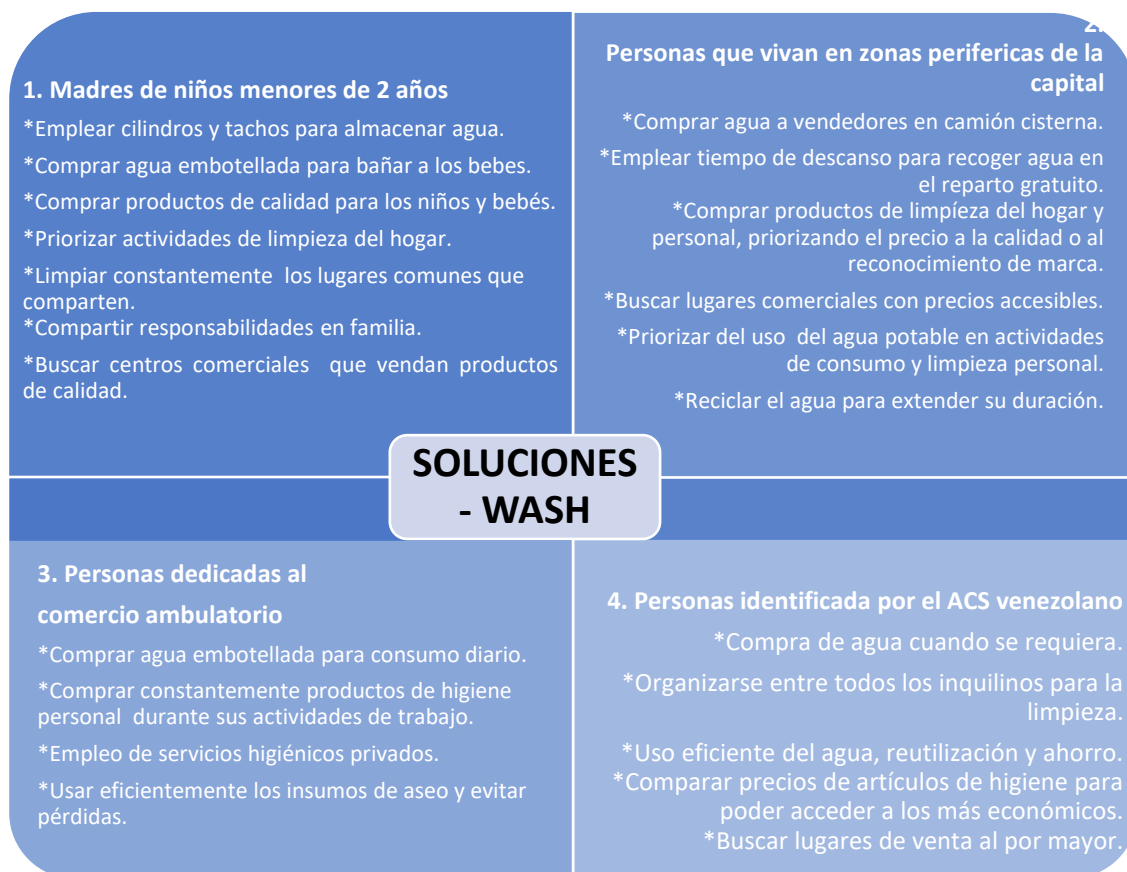 1. Madres de niños menores de 2 años
*Emplear cilindros y tachos para almacenar agua.
*Comprar agua embotellada para bañar a los bebes.
*Comprar productos de calidad para los niños y bebés.
*Priorizar actividades de limpieza del hogar.
*Limpiar constantemente los lugares comunes que
comparten.
*Compartir responsabilidades en familia.
*Buscar centros comerciales que vendan productos
de calidad.
2.
Personas que vivan en zonas perifericas de la
capital
*Comprar agua a vendedores en camión cisterna.
*Emplear tiempo de descanso para recoger agua en
el reparto gratuito.
*Comprar productos de limpíeza del hogar y
personal, priorizando el precio a la calidad o al
reconocimiento de marca.
*Buscar lugares comerciales con precios accesibles.
*Priorizar del uso del agua potable en actividades
de consumo y limpieza personal.
*Reciclar el agua para extender su duración.
SOLUCIONES
- WASH
3. Personas dedicadas al
comercio ambulatorio
*Comprar agua embotellada para consumo diario.
*Comprar constantemente productos de higiene
personal durante sus actividades de trabajo.
*Empleo de servicios higiénicos privados.
*Usar eficientemente los insumos de aseo y evitar
pérdidas.
4. Personas identificada por el ACS venezolano
*Compra de agua cuando se requiera.
*Organizarse entre todos los inquilinos para la
limpieza.
*Uso eficiente del agua, reutilización y ahorro.
*Comparar precios de artículos de higiene para
poder acceder a los más económicos.
*Buscar lugares de venta al por mayor.